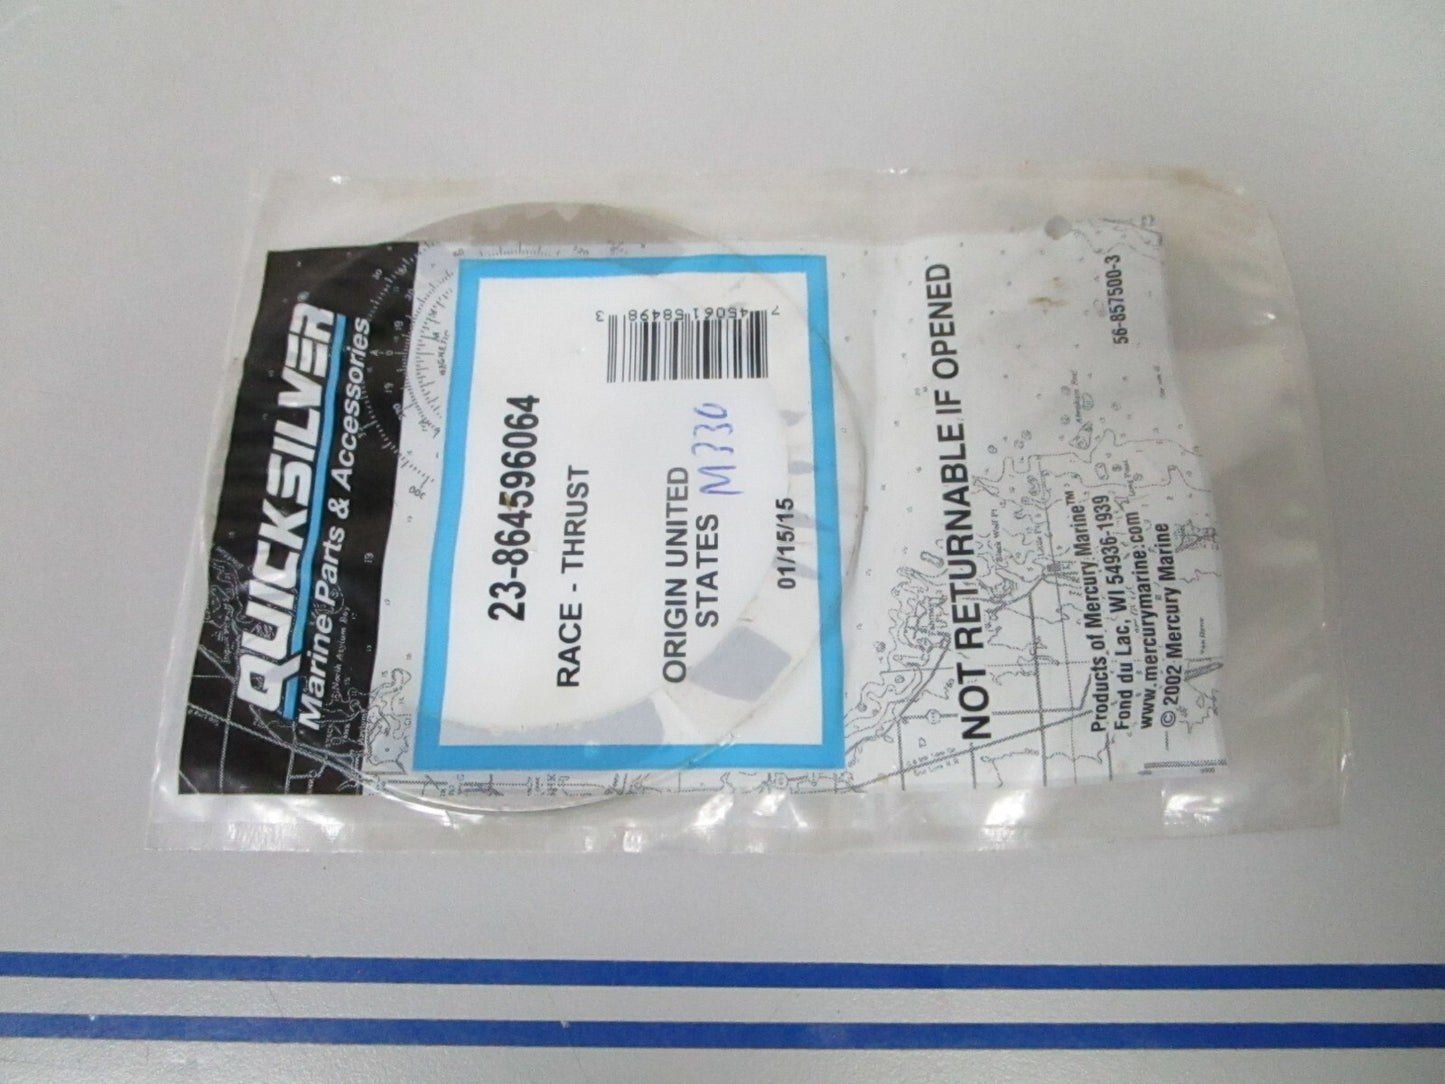 QUICKSILVER®
Marine Parts & Accessories
MAGNETIC
23-864596064
RACE - THRUST
ORIGIN UNITED
STATES M330
01/15/15
7 45061 58498 3
NOT RETURNABLE IF OPENED
Products of Mercury Marine™
Fond du Lac, WI 54936-1939
www.mercurymarine.com
© 2002 Mercury Marine
56-857500-3